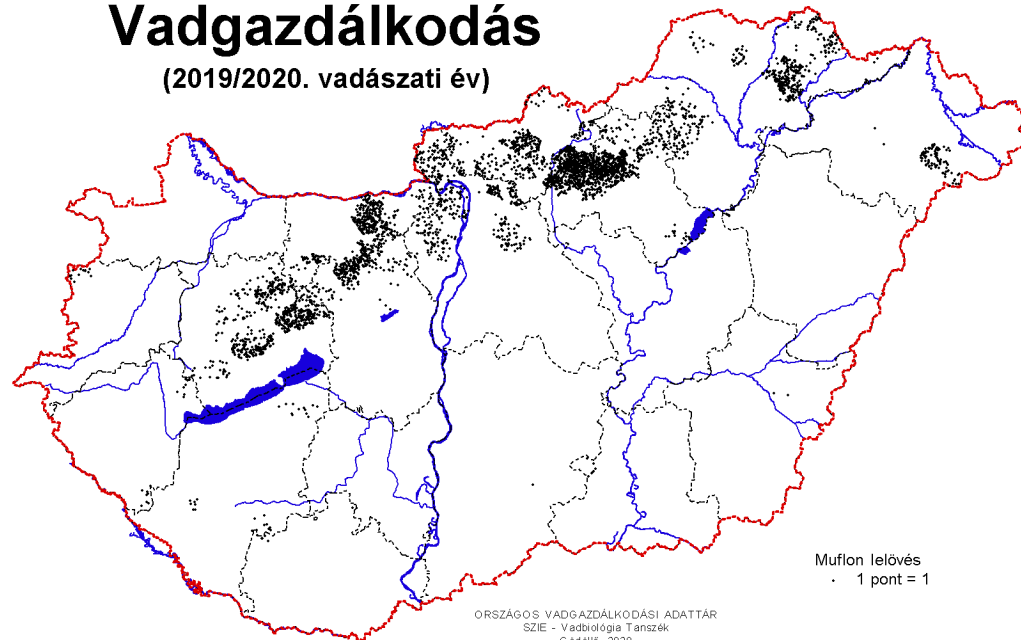 Vadgazdálkodás
(2019/2020. vadászati év)
Muflon lelövés
1 pont = 1
ORSZÁGOS VADGAZDÁLKODÁSI ADATTÁR
SZIE - Vadbiológia Tanszék